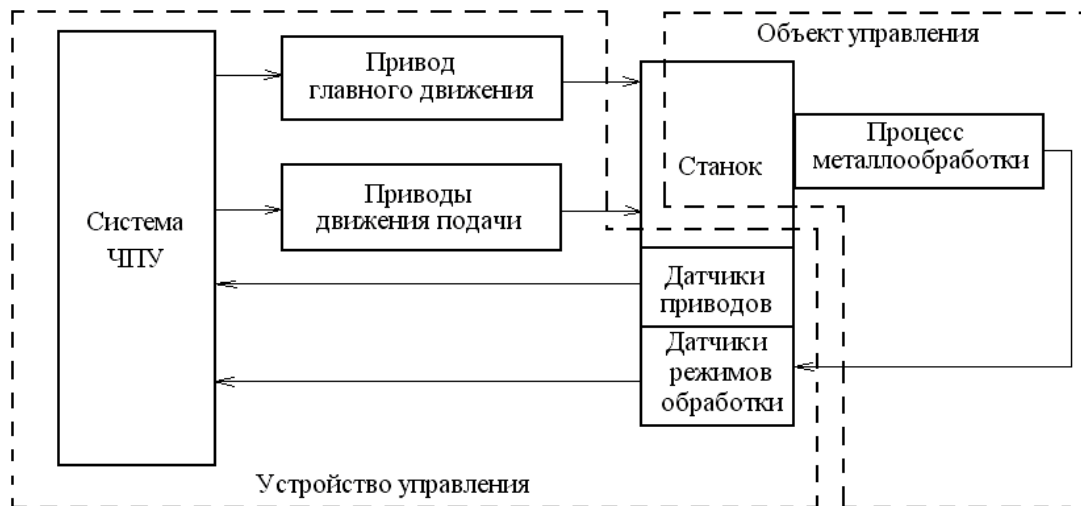 Объект управления
Привод
главного движения
Процесс
металлообработки
Станок
Приводы
движения подачи
Система
ЧПУ
Датчики
приводов
Датчики
режимов
обработки
Устройство управления